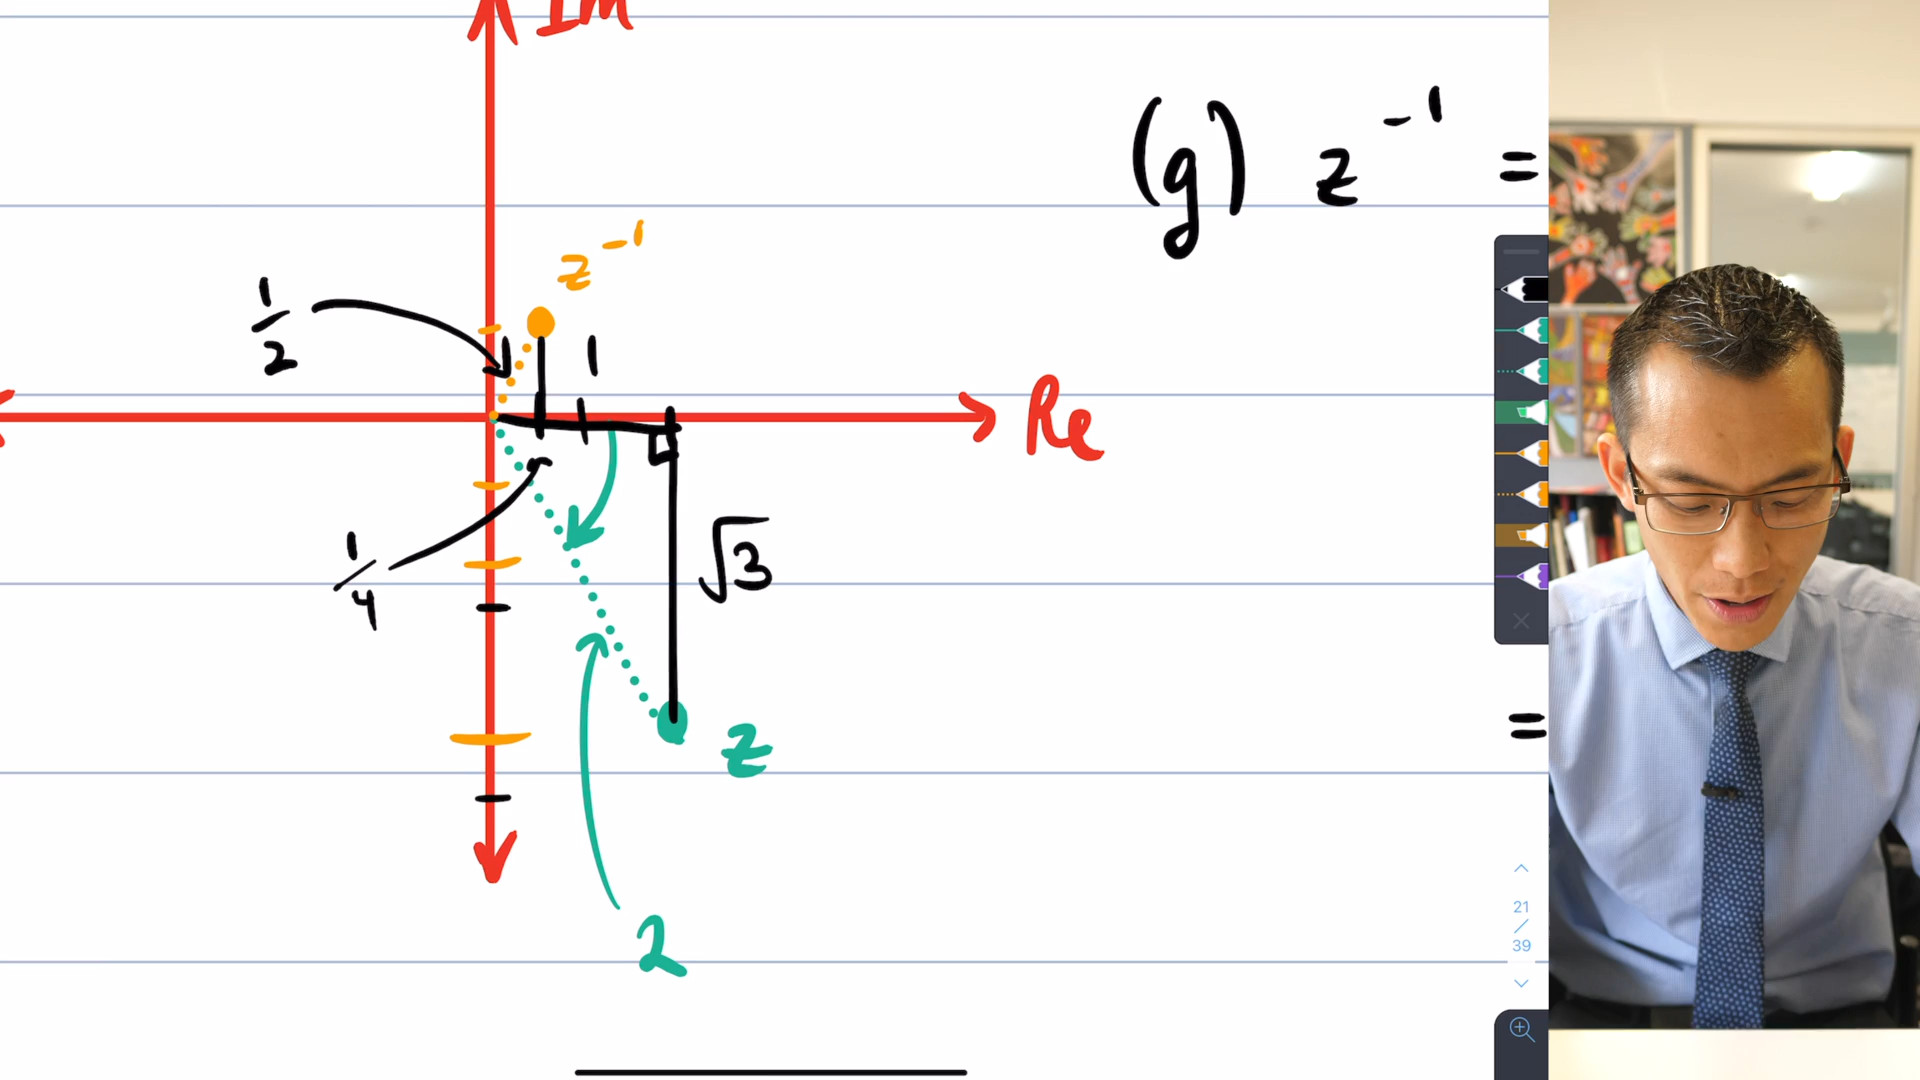 Im
(g) z⁻¹ =
z⁻¹
1/2
1
Re
1/4
√3
z
=
2
21
/
39